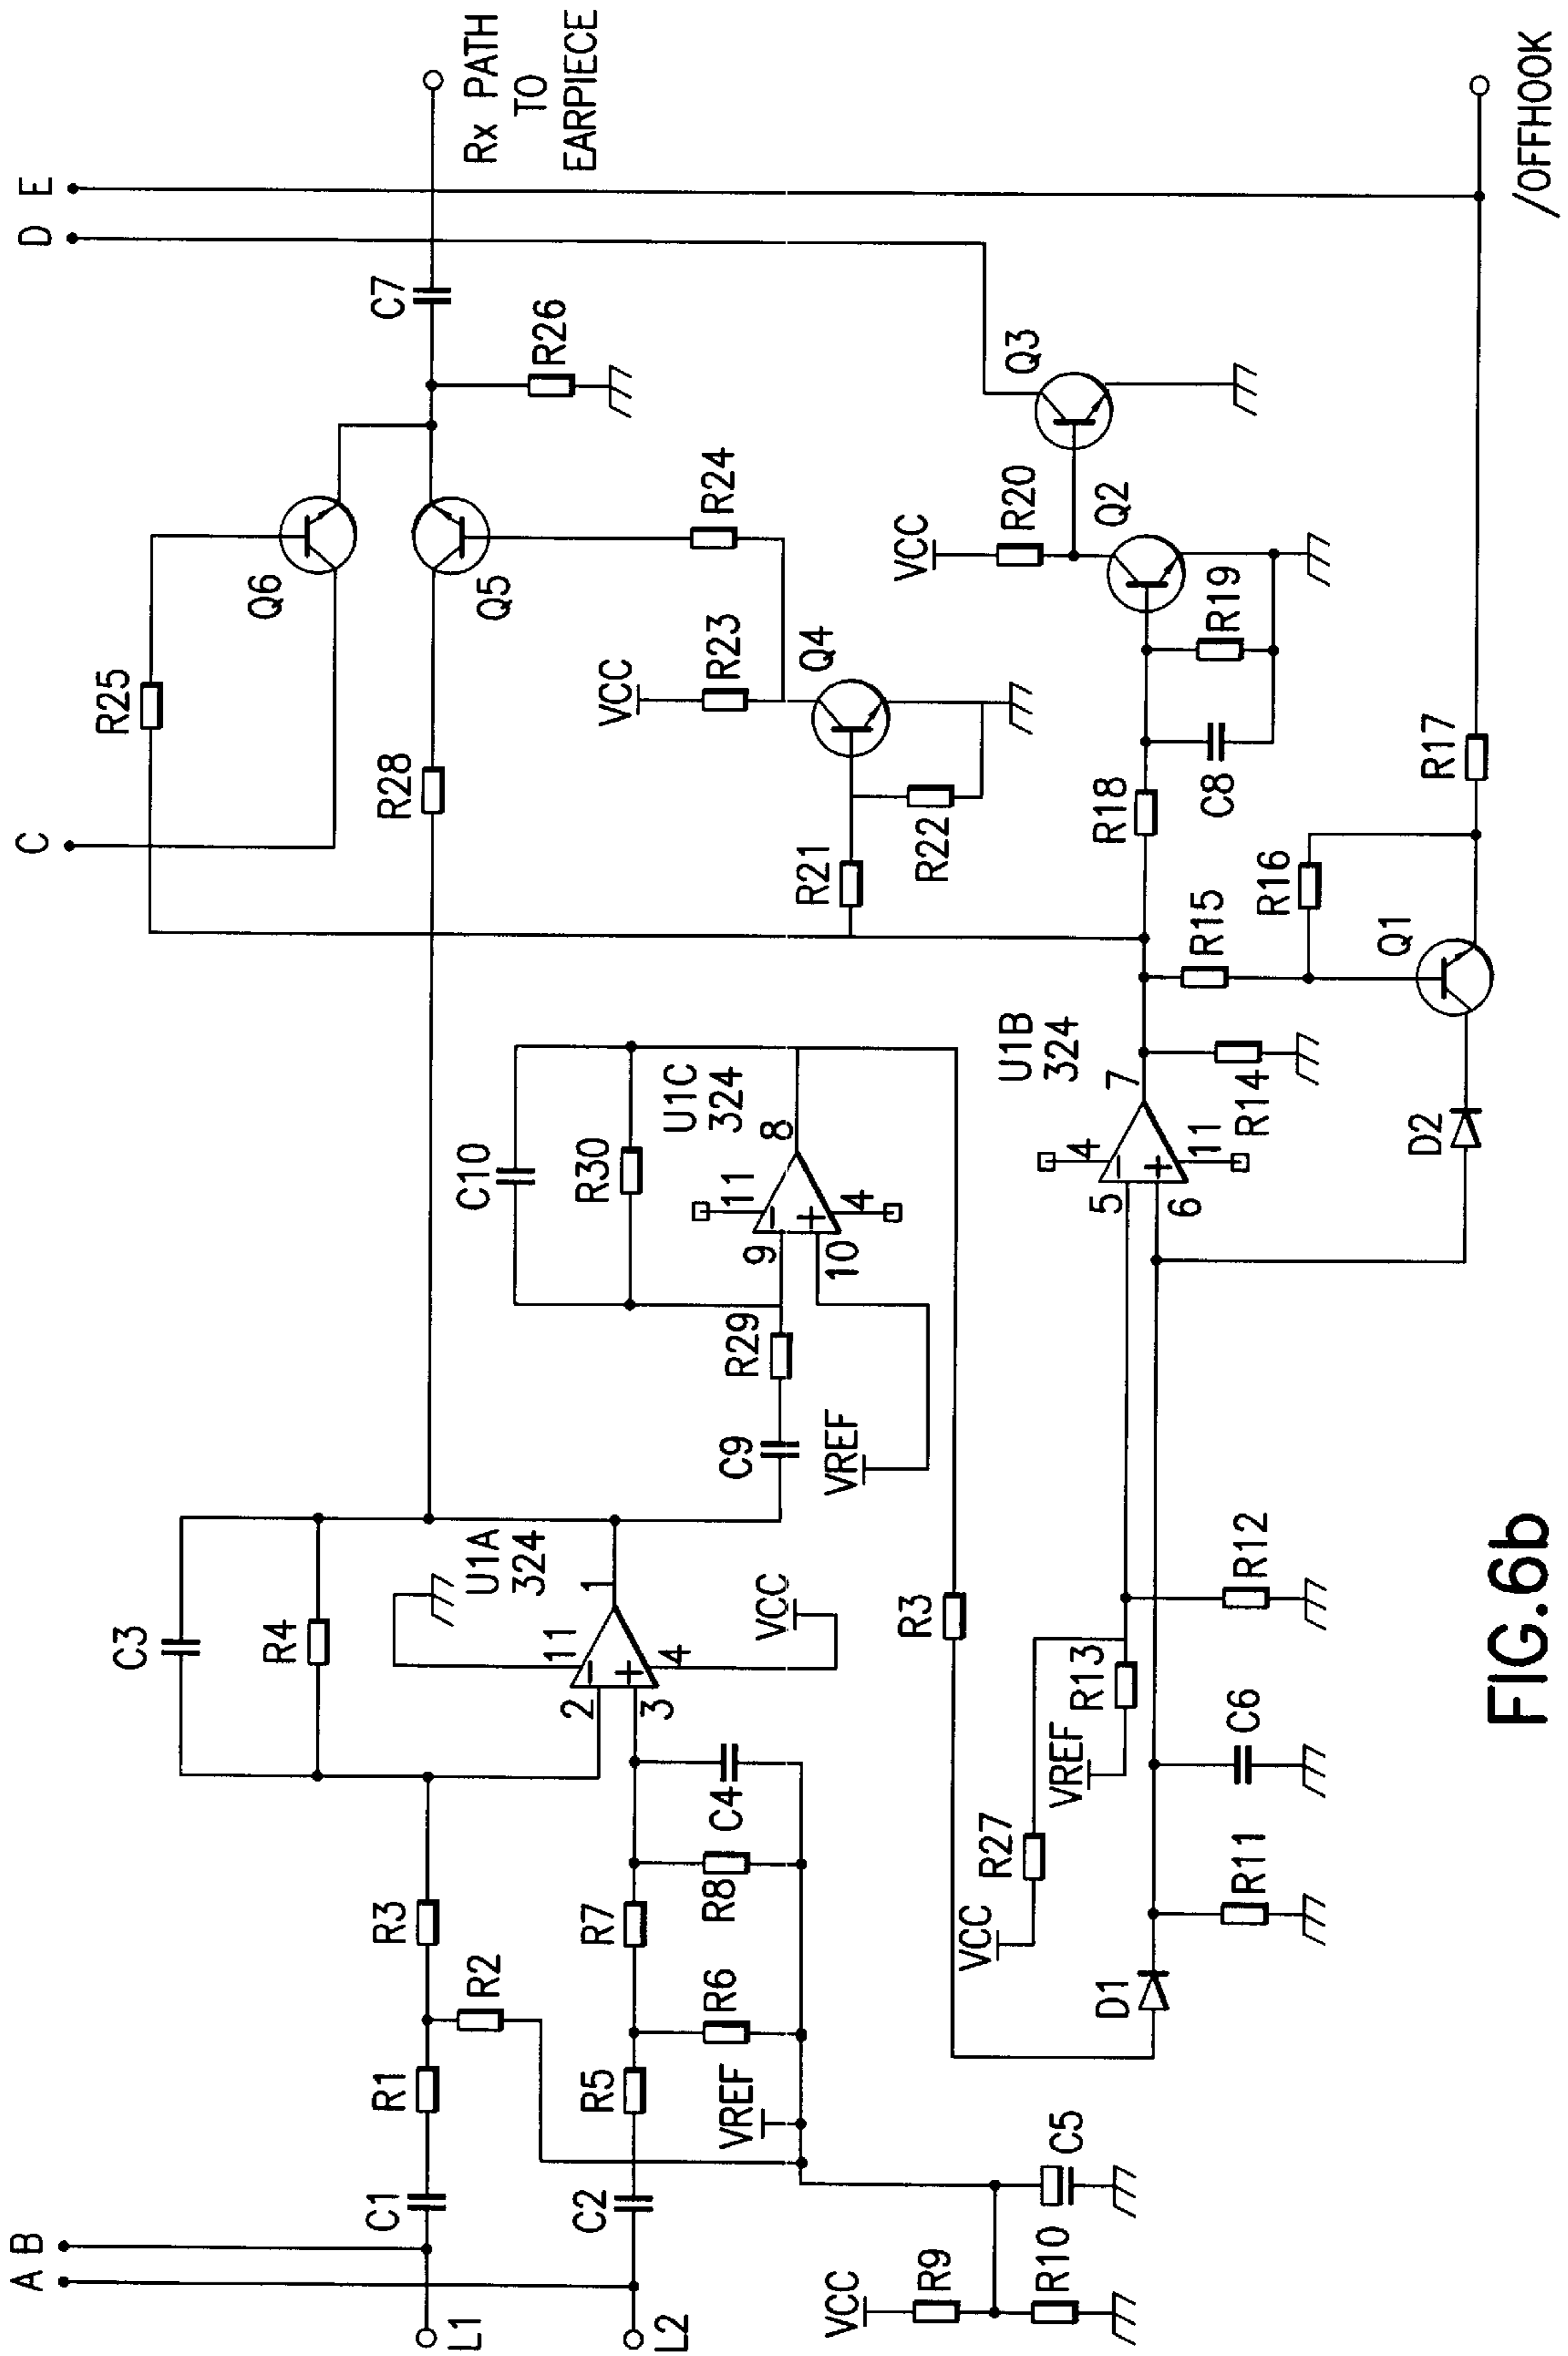 A B
C
D E
L1
L2
C1
R1
R3
R2
C2
R5
R7
R6
R8
C4
VREF
C3
R4
2
3
11
4
1
U1A
324
VCC
VCC
R9
R10
C5
C9
R29
VREF
9
10
11
4
8
U1C
324
C10
R30
R3
D1
R11
C6
VCC
R27
VREF
R13
R12
5
6
4
11
7
U1B
324
R14
D2
R15
R16
Q1
R17
R18
C8
R19
Q2
VCC
R20
Q3
R21
R22
Q4
VCC
R23
R24
R25
R28
Q6
Q5
R26
C7
Rx PATH
TO
EARPIECE
/OFFHOOK
FIG.6b